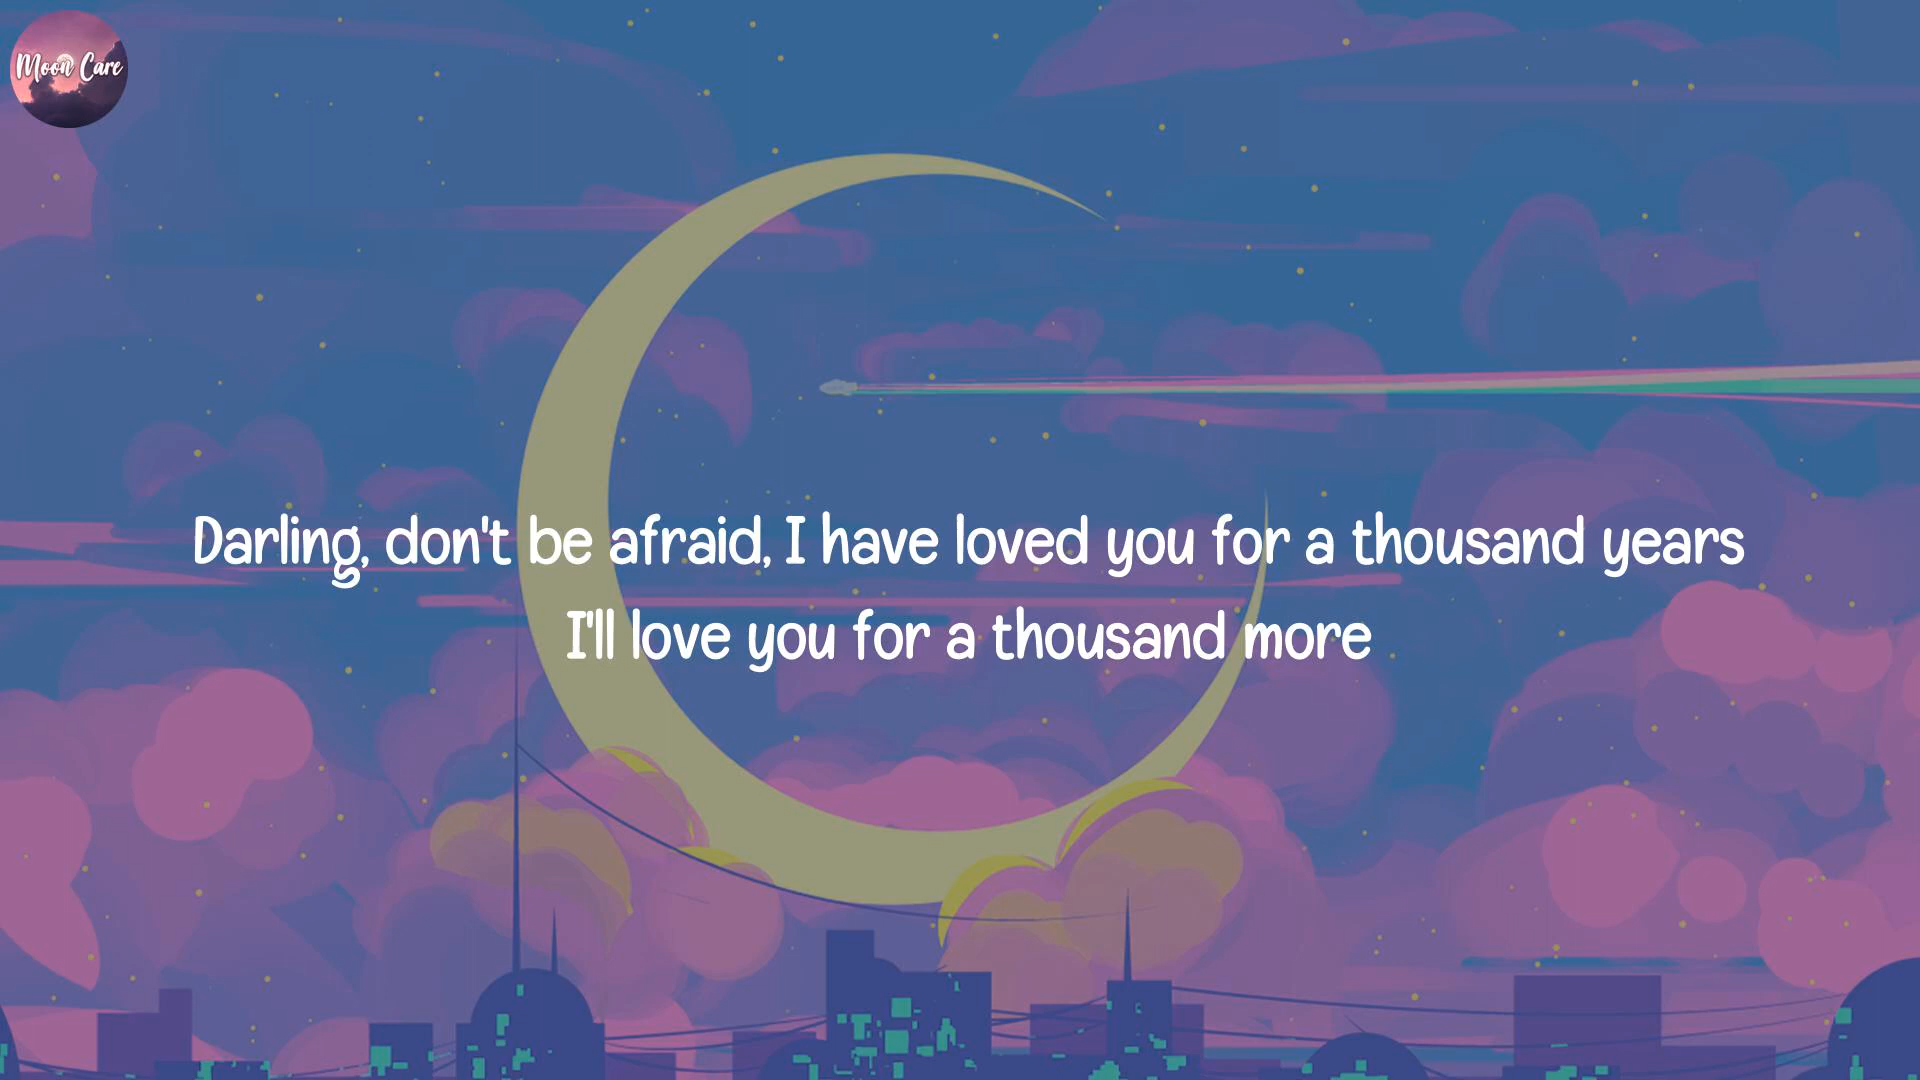 Moon Care
Darling, don't be afraid, I have loved you for a thousand years
I'll love you for a thousand more